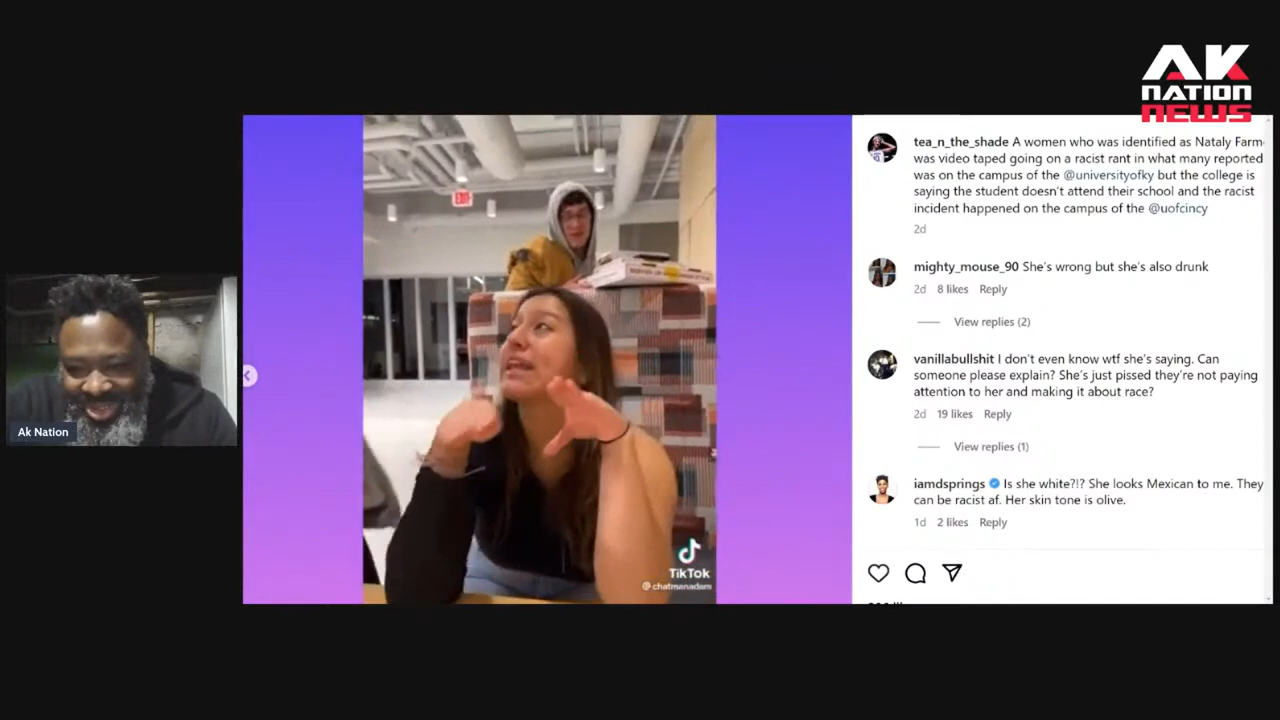 AK
NATION
NEWS
tea_n_the_shade A women who was identified as Nataly Farm
was video taped going on a racist rant in what many reported
was on the campus of the @universityofky but the college is
saying the student doesn't attend their school and the racist
incident happened on the campus of the @uofcincy
2d
mighty_mouse_90 She's wrong but she's also drunk
2d 8 likes Reply
View replies (2)
vanillabullshit I don't even know wtf she's saying. Can
someone please explain? She's just pissed they're not paying
attention to her and making it about race?
2d 19 likes Reply
View replies (1)
iamdsprings Is she white?!? She looks Mexican to me. They
can be racist af. Her skin tone is olive.
1d 2 likes Reply
EXIT
Ak Nation
TikTok
@chatmanadam